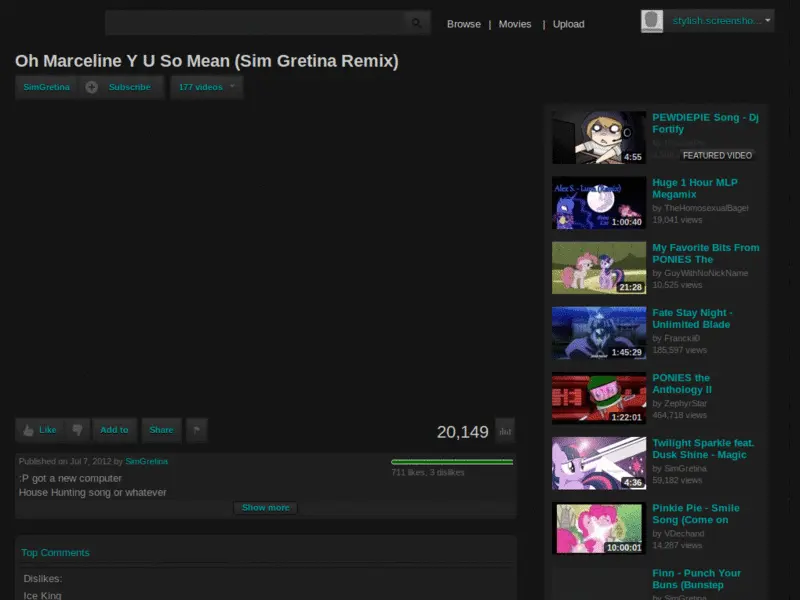 Browse | Movies | Upload
stylish.screensho...
Oh Marceline Y U So Mean (Sim Gretina Remix)
SimGretina Subscribe 177 videos
PEWDIEPIE Song - Dj
Fortify
FEATURED VIDEO
4:55
Huge 1 Hour MLP
Megamix
by TheHomosexualBagel
19,041 views
1:00:40
My Favorite Bits From
PONIES The
by GuyWithNoNickName
10,525 views
21:28
Fate Stay Night -
Unlimited Blade
by Francxi0
185,597 views
1:45:29
PONIES the
Anthology II
by ZephyrStar
464,718 views
1:22:01
Twilight Sparkle feat.
Dusk Shine - Magic
by SimGretina
59,182 views
4:36
Pinkie Pie - Smile
Song (Come on
by VDechand
14,287 views
10:00:01
Finn - Punch Your
Buns (Bunstep
by SimGretina
Like Add to Share
20,149
Published on Jul 7, 2012 by SimGretina
711 likes, 3 dislikes
:P got a new computer
House Hunting song or whatever
Show more
Top Comments
Dislikes:
Ice King